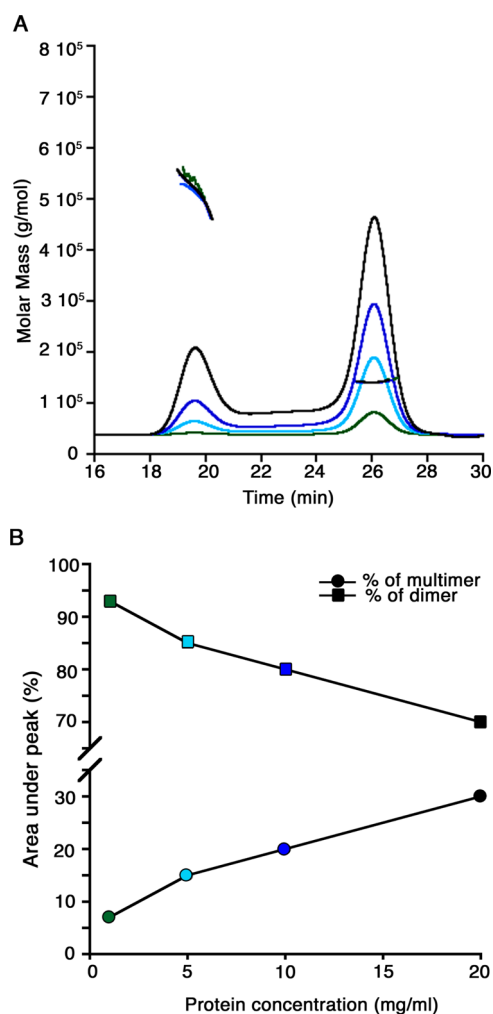 A
8 10⁵
7 10⁵
6 10⁵
5 10⁵
4 10⁵
3 10⁵
2 10⁵
1 10⁵
0
Molar Mass (g/mol)
16 18 20 22 24 26 28 30
Time (min)
B
100
90
80
70
30
20
10
0
Area under peak (%)
% of multimer
% of dimer
0 5 10 15 20
Protein concentration (mg/ml)